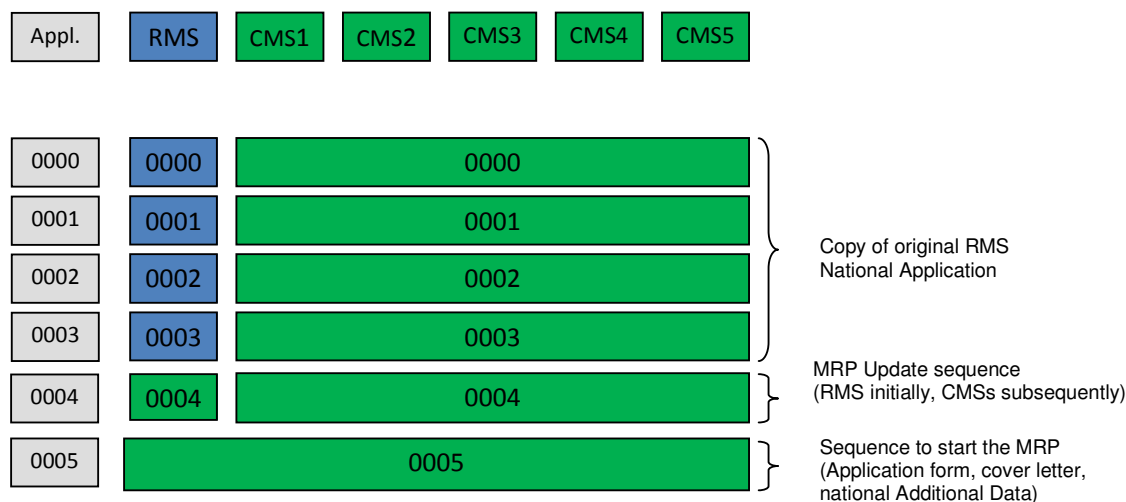 Appl. RMS CMS1 CMS2 CMS3 CMS4 CMS5
0000 0000 0000
0001 0001 0001
0002 0002 0002
0003 0003 0003
Copy of original RMS
National Application
0004 0004 0004
MRP Update sequence
(RMS initially, CMSs subsequently)
0005 0005
Sequence to start the MRP
(Application form, cover letter,
national Additional Data)